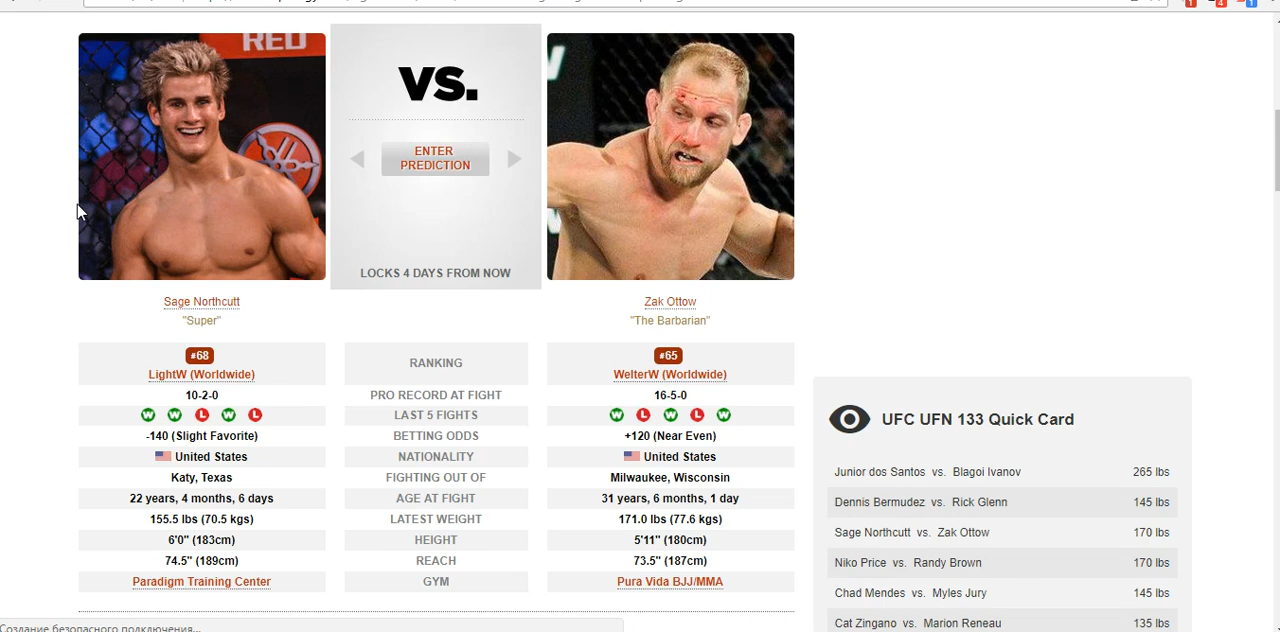 RED
VS.
ENTER
PREDICTION
LOCKS 4 DAYS FROM NOW
Sage Northcutt
"Super"
Zak Ottow
"The Barbarian"
#68
LightW (Worldwide)
RANKING
#65
WelterW (Worldwide)
10-2-0
PRO RECORD AT FIGHT
16-5-0
W W L W L
LAST 5 FIGHTS
W L W L W
-140 (Slight Favorite)
BETTING ODDS
+120 (Near Even)
United States
NATIONALITY
United States
Katy, Texas
FIGHTING OUT OF
Milwaukee, Wisconsin
22 years, 4 months, 6 days
AGE AT FIGHT
31 years, 6 months, 1 day
155.5 lbs (70.5 kgs)
LATEST WEIGHT
171.0 lbs (77.6 kgs)
6'0" (183cm)
HEIGHT
5'11" (180cm)
74.5" (189cm)
REACH
73.5" (187cm)
Paradigm Training Center
GYM
Pura Vida BJJ/MMA
UFC UFN 133 Quick Card
Junior dos Santos vs. Blagoi Ivanov 265 lbs
Dennis Bermudez vs. Rick Glenn 145 lbs
Sage Northcutt vs. Zak Ottow 170 lbs
Niko Price vs. Randy Brown 170 lbs
Chad Mendes vs. Myles Jury 145 lbs
Cat Zingano vs. Marion Reneau 135 lbs
Создание безопасного подключения...